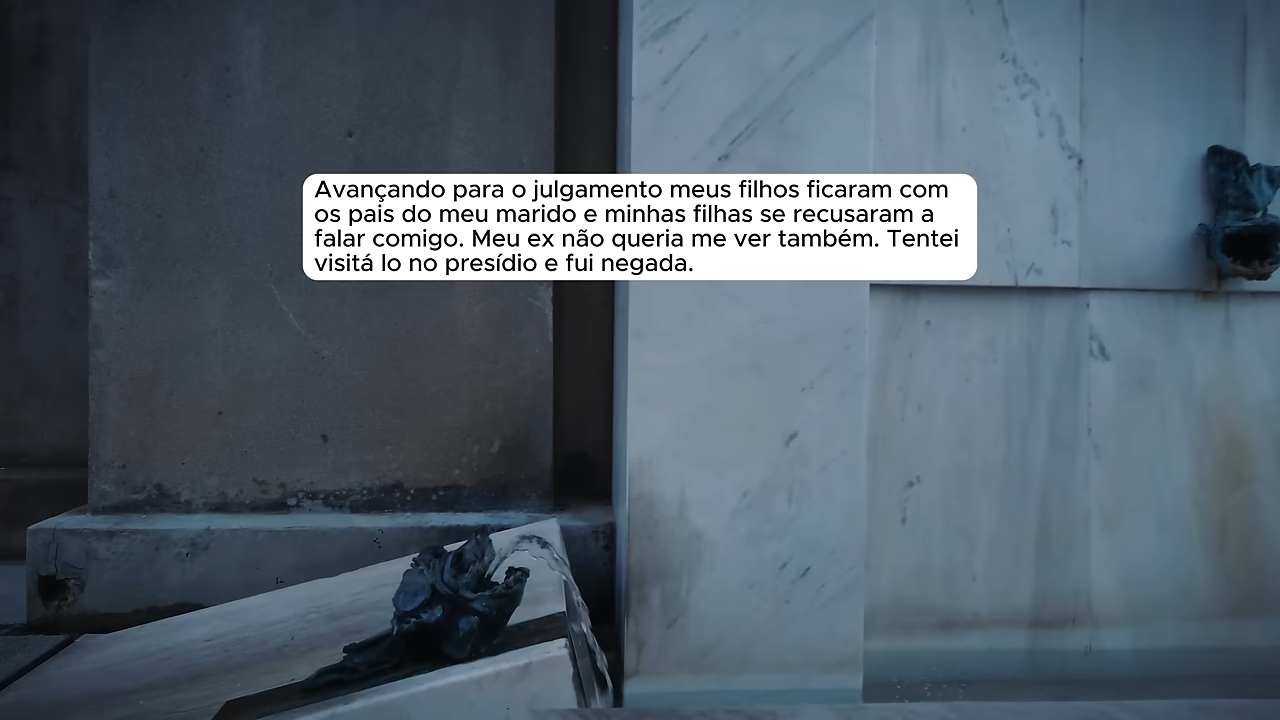 Avançando para o julgamento meus filhos ficaram com
os pais do meu marido e minhas filhas se recusaram a
falar comigo. Meu ex não queria me ver também. Tentei
visitá lo no presídio e fui negada.